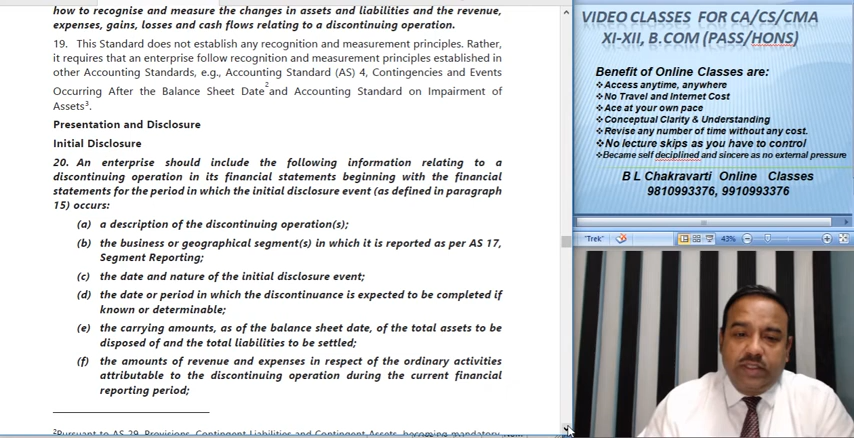 how to recognise and measure the changes in assets and liabilities and the revenue,
expenses, gains, losses and cash flows relating to a discontinuing operation.
19. This Standard does not establish any recognition and measurement principles. Rather,
it requires that an enterprise follow recognition and measurement principles established in
other Accounting Standards, e.g., Accounting Standard (AS) 4, Contingencies and Events
Occurring After the Balance Sheet Date2 and Accounting Standard on Impairment of
Assets3.
Presentation and Disclosure
Initial Disclosure
20. An enterprise should include the following information relating to a
discontinuing operation in its financial statements beginning with the financial
statements for the period in which the initial disclosure event (as defined in paragraph
15) occurs:
(a) a description of the discontinuing operation(s);
(b) the business or geographical segment(s) in which it is reported as per AS 17,
Segment Reporting;
(c) the date and nature of the initial disclosure event;
(d) the date or period in which the discontinuance is expected to be completed if
known or determinable;
(e) the carrying amounts, as of the balance sheet date, of the total assets to be
disposed of and the total liabilities to be settled;
(f) the amounts of revenue and expenses in respect of the ordinary activities
attributable to the discontinuing operation during the current financial
reporting period;
2Pursuant to AS 29, Provisions, Contingent Liabilities and Contingent Assets, becoming mandatory,
VIDEO CLASSES FOR CA/CS/CMA
XI-XII, B.COM (PASS/HONS)
Benefit of Online Classes are:
❖Access anytime, anywhere
❖No Travel and Internet Cost
❖Ace at your own pace
❖Conceptual Clarity & Understanding
❖Revise any number of time without any cost.
❖No lecture skips as you have to control
❖Became self deciplined and sincere as no external pressure
B L Chakravarti Online Classes
9810993376, 9910993376
"Trek"
43%